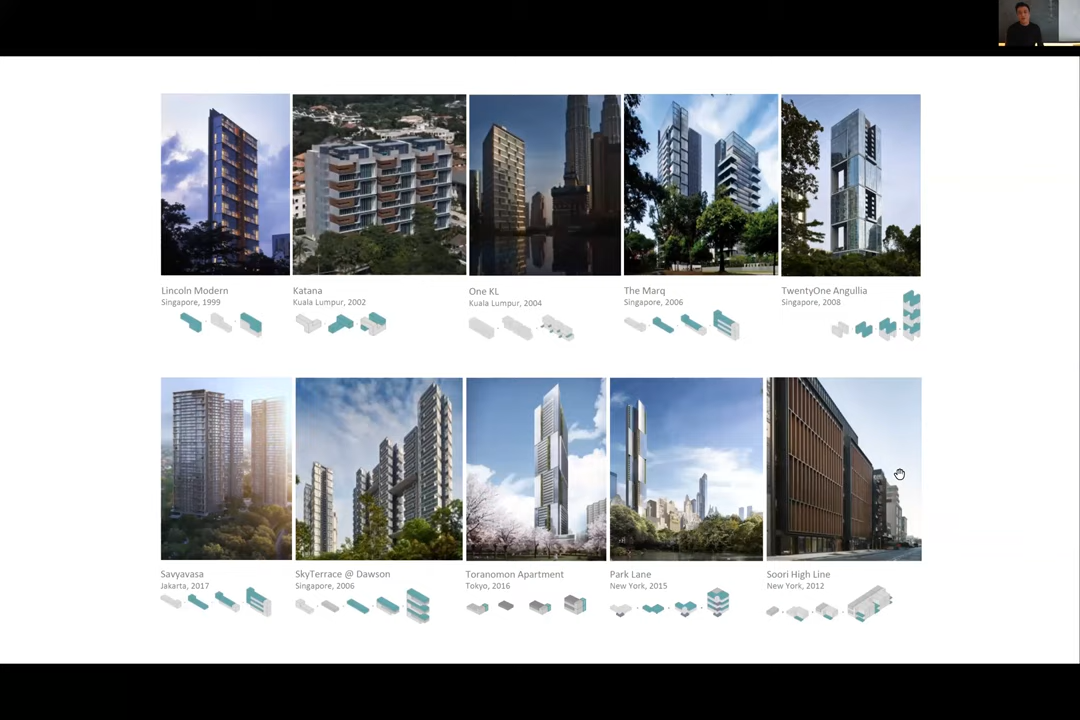 Lincoln Modern
Singapore, 1999
Katana
Kuala Lumpur, 2002
One KL
Kuala Lumpur, 2004
The Marq
Singapore, 2006
TwentyOne Angullia
Singapore, 2008
Savyavasa
Jakarta, 2017
SkyTerrace @ Dawson
Singapore, 2006
Toranomon Apartment
Tokyo, 2016
Park Lane
New York, 2015
Soori High Line
New York, 2012